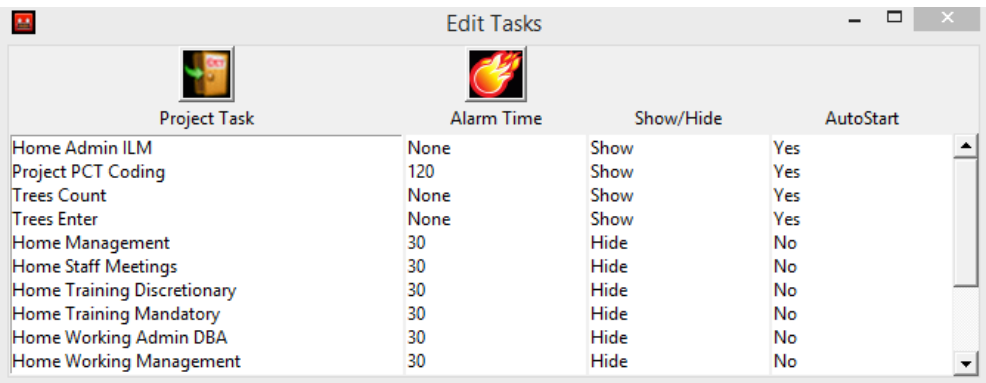 Edit Tasks
EXIT
Project Task Alarm Time Show/Hide AutoStart
Home Admin ILM None Show Yes
Project PCT Coding 120 Show Yes
Trees Count None Show Yes
Trees Enter None Show Yes
Home Management 30 Hide No
Home Staff Meetings 30 Hide No
Home Training Discretionary 30 Hide No
Home Training Mandatory 30 Hide No
Home Working Admin DBA 30 Hide No
Home Working Management 30 Hide No